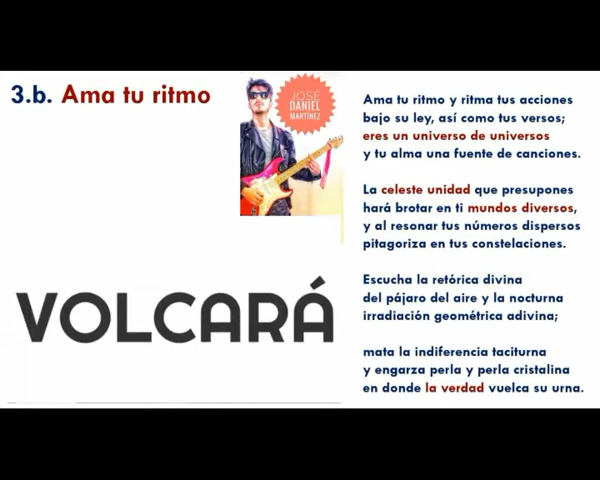 3.b. Ama tu ritmo
JOSÉ
DANIEL
MARTÍNEZ
VOLCARÁ
Ama tu ritmo y ritma tus acciones
bajo su ley, así como tus versos;
eres un universo de universos
y tu alma una fuente de canciones.
La celeste unidad que presupones
hará brotar en ti mundos diversos,
y al resonar tus números dispersos
pitagoriza en tus constelaciones.
Escucha la retórica divina
del pájaro del aire y la nocturna
irradiación geométrica adivina;
mata la indiferencia taciturna
y engarza perla y perla cristalina
en donde la verdad vuelca su urna.